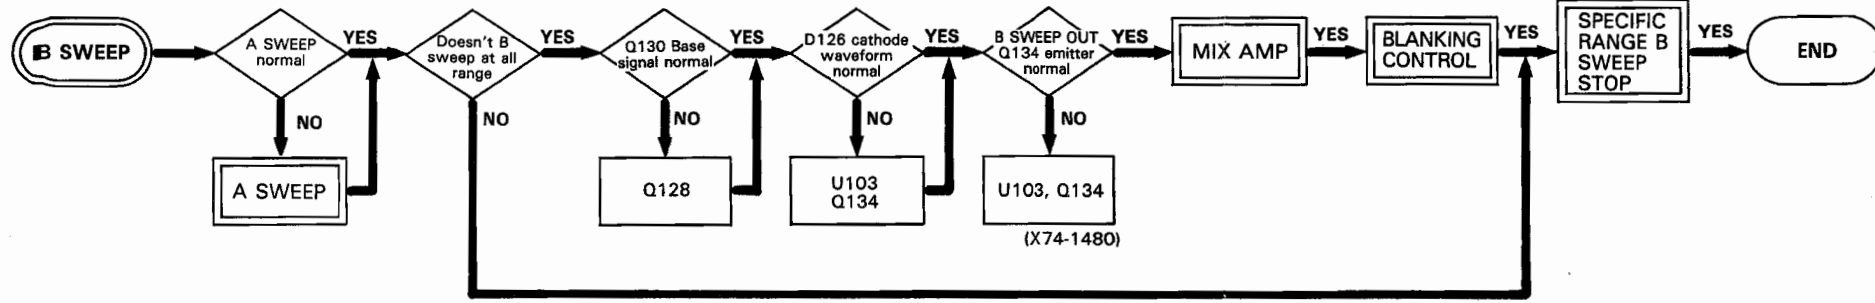 B SWEEP
A SWEEP
normal
YES
NO
A SWEEP
Doesn't B
sweep at all
range
YES
NO
Q130 Base
signal normal
YES
NO
Q128
D126 cathode
waveform
normal
YES
NO
U103
Q134
B SWEEP OUT
Q134 emitter
normal
YES
NO
U103, Q134
(X74-1480)
MIX AMP
YES
BLANKING
CONTROL
YES
SPECIFIC
RANGE B
SWEEP
STOP
YES
END